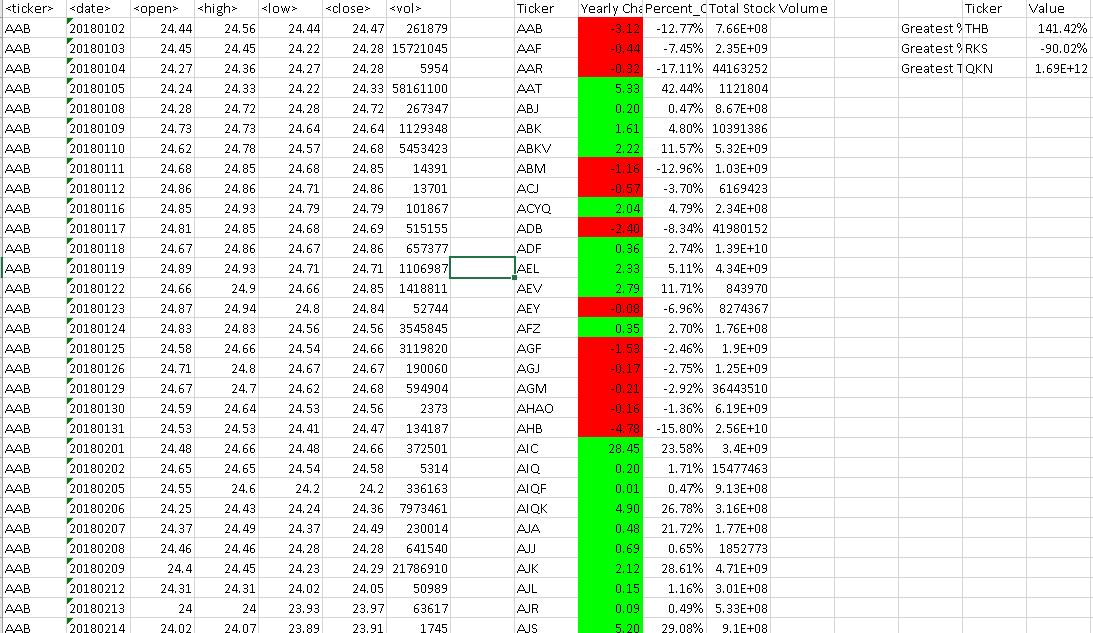 <ticker> <date> <open> <high> <low> <close> <vol> Ticker Yearly Cha Percent_C Total Stock Volume Ticker Value
AAB 20180102 24.44 24.56 24.44 24.47 261879 AAB -3.12 -12.77% 7.66E+08 Greatest % THB 141.42%
AAB 20180103 24.45 24.45 24.22 24.28 15721045 AAF -0.44 -7.45% 2.35E+09 Greatest % RKS -90.02%
AAB 20180104 24.27 24.36 24.27 24.28 5954 AAR -0.32 -17.11% 44163252 Greatest T QKN 1.69E+12
AAB 20180105 24.24 24.33 24.22 24.33 58161100 AAT 5.33 42.44% 1121804
AAB 20180108 24.28 24.72 24.28 24.72 267347 ABJ 0.20 0.47% 8.67E+08
AAB 20180109 24.73 24.73 24.64 24.64 1129348 ABK 1.61 4.80% 10391386
AAB 20180110 24.62 24.78 24.57 24.68 5453423 ABKV 2.22 11.57% 5.32E+09
AAB 20180111 24.68 24.85 24.68 24.85 14391 ABM -1.16 -12.96% 1.03E+09
AAB 20180112 24.86 24.86 24.71 24.86 13701 ACJ -0.57 -3.70% 6169423
AAB 20180116 24.85 24.93 24.79 24.79 101867 ACYQ 2.04 4.79% 2.34E+08
AAB 20180117 24.81 24.85 24.68 24.69 515155 ADB -2.40 -8.34% 41980152
AAB 20180118 24.67 24.86 24.67 24.86 657377 ADF 0.36 2.74% 1.39E+10
AAB 20180119 24.89 24.93 24.71 24.71 1106987 AEL 2.33 5.11% 4.34E+09
AAB 20180122 24.66 24.9 24.66 24.85 1418811 AEV 2.79 11.71% 843970
AAB 20180123 24.87 24.94 24.8 24.84 52744 AEY -0.08 -6.96% 8274367
AAB 20180124 24.83 24.83 24.56 24.56 3545845 AFZ 0.35 2.70% 1.76E+08
AAB 20180125 24.58 24.66 24.54 24.66 3119820 AGF -1.53 -2.46% 1.9E+09
AAB 20180126 24.71 24.8 24.67 24.67 190060 AGJ -0.17 -2.75% 1.25E+09
AAB 20180129 24.67 24.7 24.62 24.68 594904 AGM -0.21 -2.92% 36443510
AAB 20180130 24.59 24.64 24.53 24.56 2373 AHAO -0.16 -1.36% 6.19E+09
AAB 20180131 24.53 24.53 24.41 24.47 134187 AHB -4.78 -15.80% 2.56E+10
AAB 20180201 24.48 24.66 24.48 24.66 372501 AIC 28.45 23.58% 3.4E+09
AAB 20180202 24.65 24.65 24.54 24.58 5314 AIQ 0.20 1.71% 15477463
AAB 20180205 24.55 24.6 24.2 24.2 336163 AIQF 0.01 0.47% 9.13E+08
AAB 20180206 24.25 24.43 24.24 24.36 7973461 AIQK 4.90 26.78% 3.16E+08
AAB 20180207 24.37 24.49 24.37 24.49 230014 AJA 0.48 21.72% 1.77E+08
AAB 20180208 24.46 24.46 24.28 24.28 641540 AJJ 0.69 0.65% 1852773
AAB 20180209 24.4 24.45 24.23 24.29 21786910 AJK 2.12 28.61% 4.71E+09
AAB 20180212 24.31 24.31 24.02 24.05 50989 AJL 0.15 1.16% 3.01E+08
AAB 20180213 24 24 23.93 23.97 63617 AJR 0.09 0.49% 5.33E+08
AAB 20180214 24.02 24.07 23.89 23.91 1745 AJS 5.20 29.08% 9.1E+08